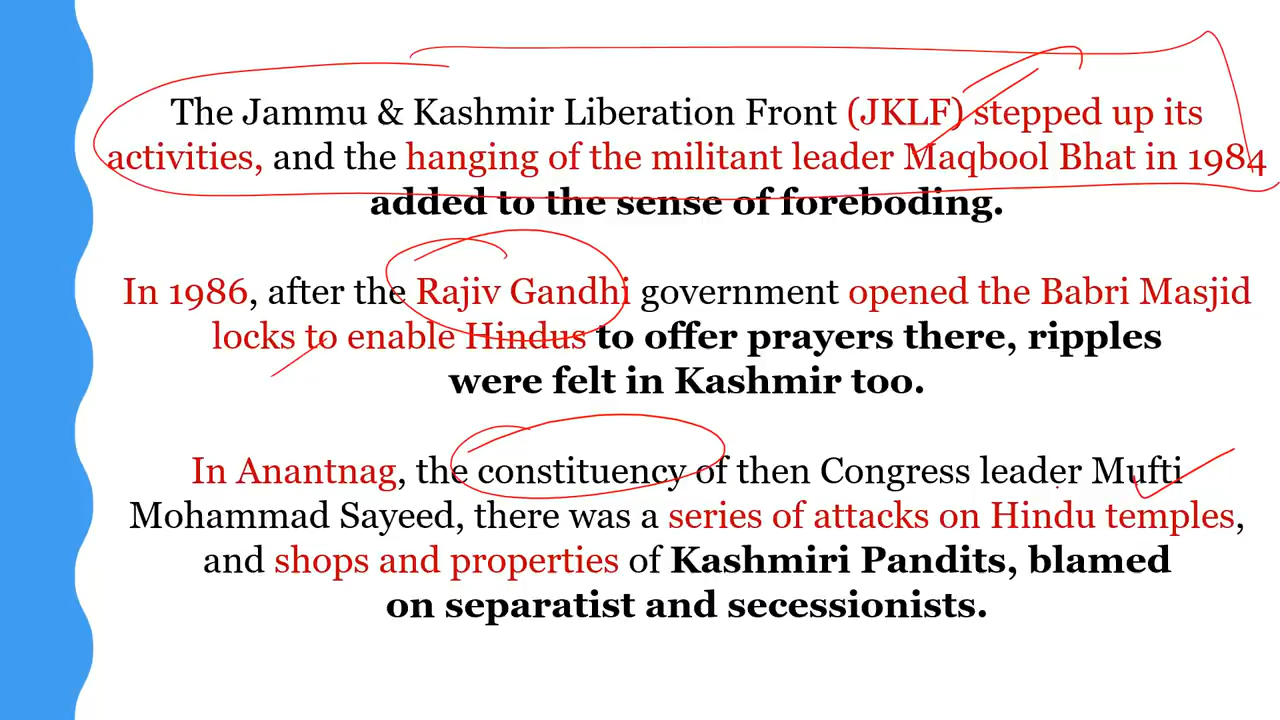 The Jammu & Kashmir Liberation Front (JKLF) stepped up its
activities, and the hanging of the militant leader Maqbool Bhat in 1984
added to the sense of foreboding.
In 1986, after the Rajiv Gandhi government opened the Babri Masjid
locks to enable Hindus to offer prayers there, ripples
were felt in Kashmir too.
In Anantnag, the constituency of then Congress leader Mufti
Mohammad Sayeed, there was a series of attacks on Hindu temples,
and shops and properties of Kashmiri Pandits, blamed
on separatist and secessionists.